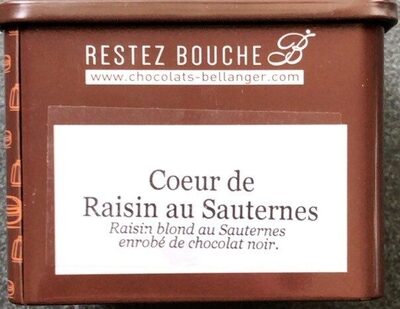 RESTEZ BOUCHE B
www.chocolats-bellanger.com
Coeur de
Raisin au Sauternes
Raisin blond au Sauternes
enrobé de chocolat noir.